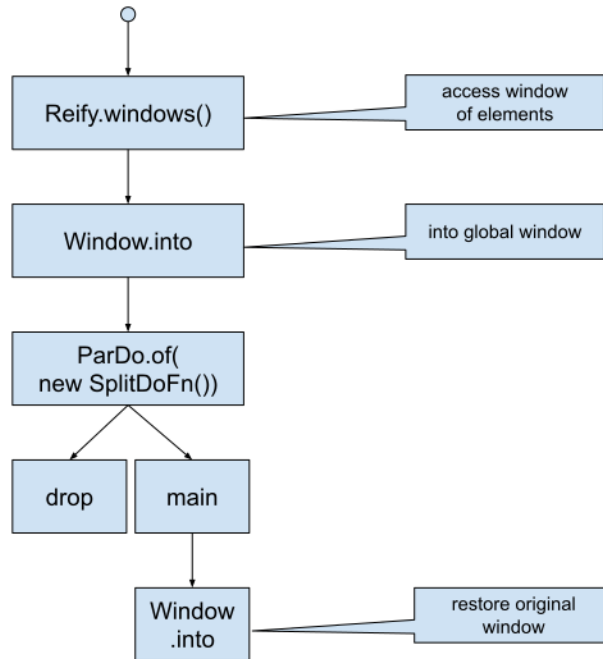 Reify.windows()
access window
of elements
Window.into
into global window
ParDo.of(
new SplitDoFn())
drop
main
Window
.into
restore original
window